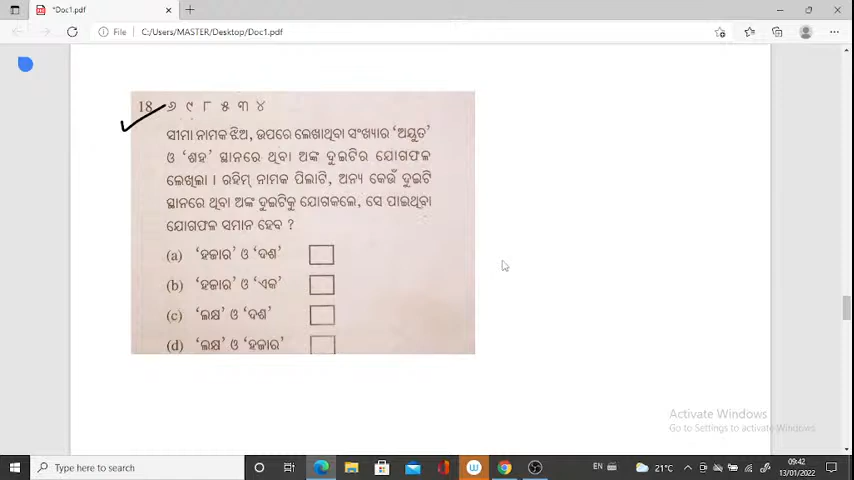 *Doc1.pdf
File
C:/Users/MASTER/Desktop/Doc1.pdf
18. ୬ ୯ ୮ ୫ ୩ ୪
ସୀମା ନାମକ ଝିଅ, ଉପରେ ଲେଖାଥିବା ସଂଖ୍ୟାର 'ଅୟୁତ'
ଓ 'ଶହ' ସ୍ଥାନରେ ଥିବା ଅଙ୍କ ଦୁଇଟିର ଯୋଗଫଳ
ଲେଖିଲା । ରହିମ୍ ନାମକ ପିଲାଟି, ଅନ୍ୟ କେଉଁ ଦୁଇଟି
ସ୍ଥାନରେ ଥିବା ଅଙ୍କ ଦୁଇଟିକୁ ଯୋଗକଲେ, ସେ ପାଇଥିବା
ଯୋଗଫଳ ସମାନ ହେବ ?
(a) 'ହଜାର' ଓ 'ଦଶ'
(b) 'ହଜାର' ଓ 'ଏକ'
(c) 'ଲକ୍ଷ' ଓ 'ଦଶ'
(d) 'ଲକ୍ଷ' ଓ 'ହଜାର'
Activate Windows
Go to Settings to activate Windows.
Type here to search
W
21°C
EN
09:42
13/01/2022